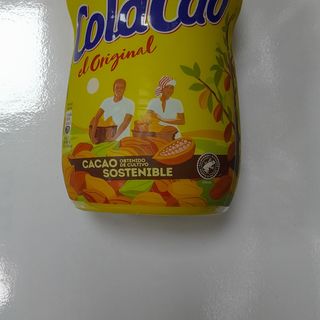 ColaCao
el Original
CACAO OBTENIDO DE CULTIVO
SOSTENIBLE